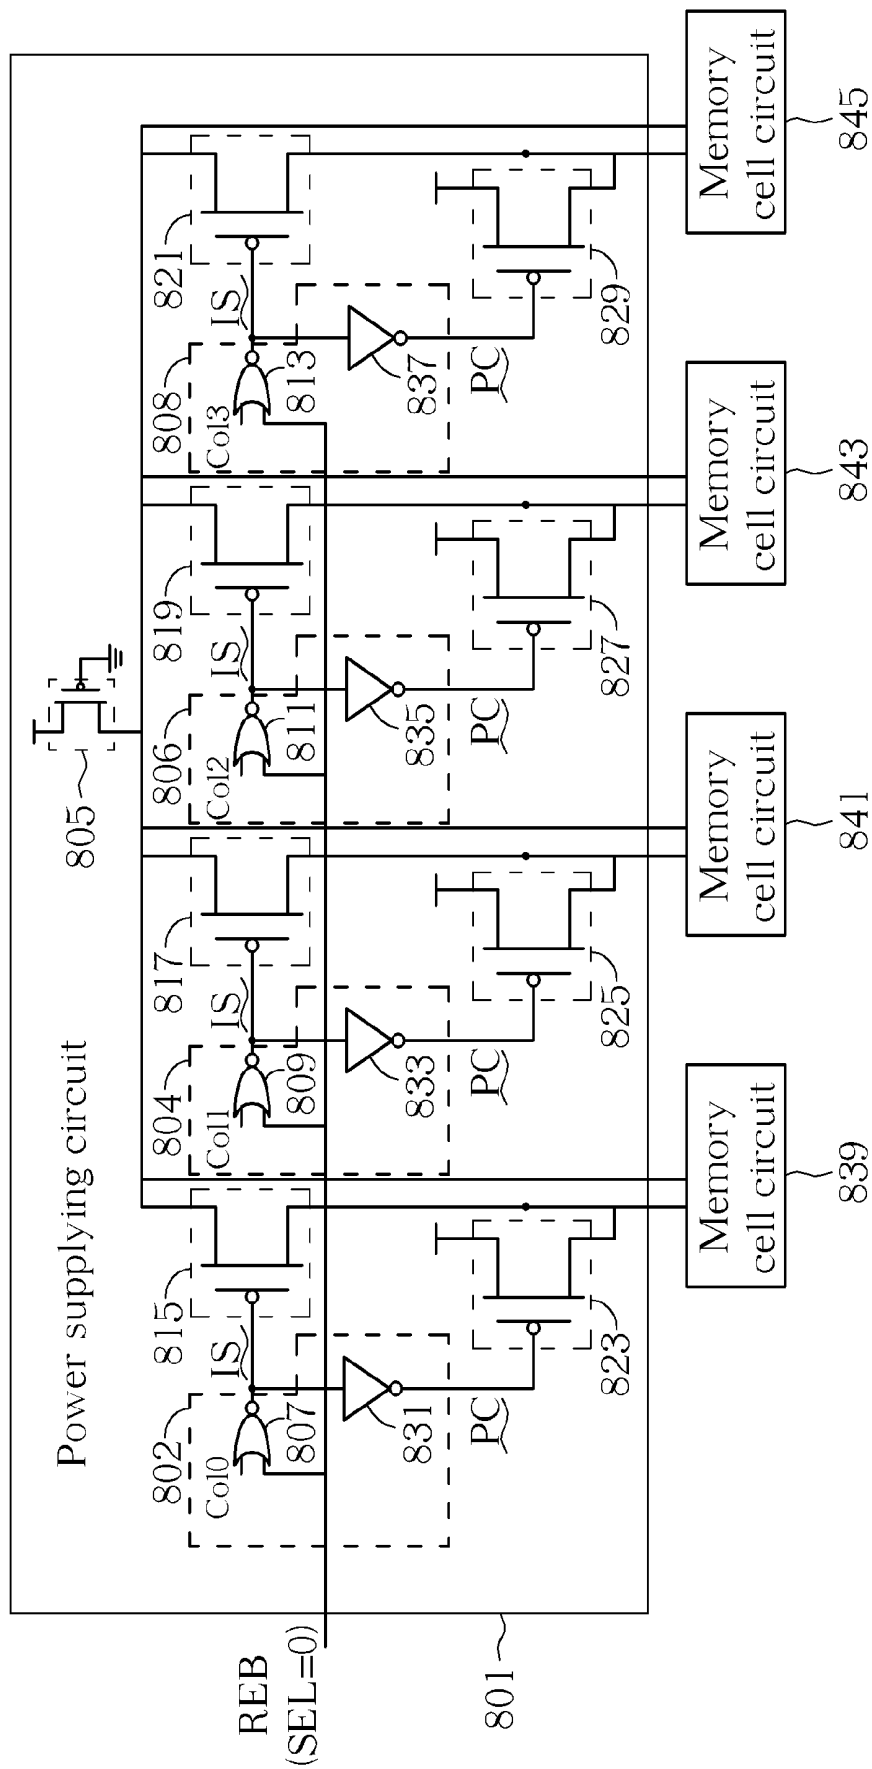 Power supplying circuit
805
802
804
806
808
Col0
Col1
Col2
Col3
807
809
811
813
IS
IS
IS
IS
815
817
819
821
831
833
835
837
PC
PC
PC
PC
823
825
827
829
REB
(SEL=0)
801
Memory
cell circuit
839
Memory
cell circuit
841
Memory
cell circuit
843
Memory
cell circuit
845